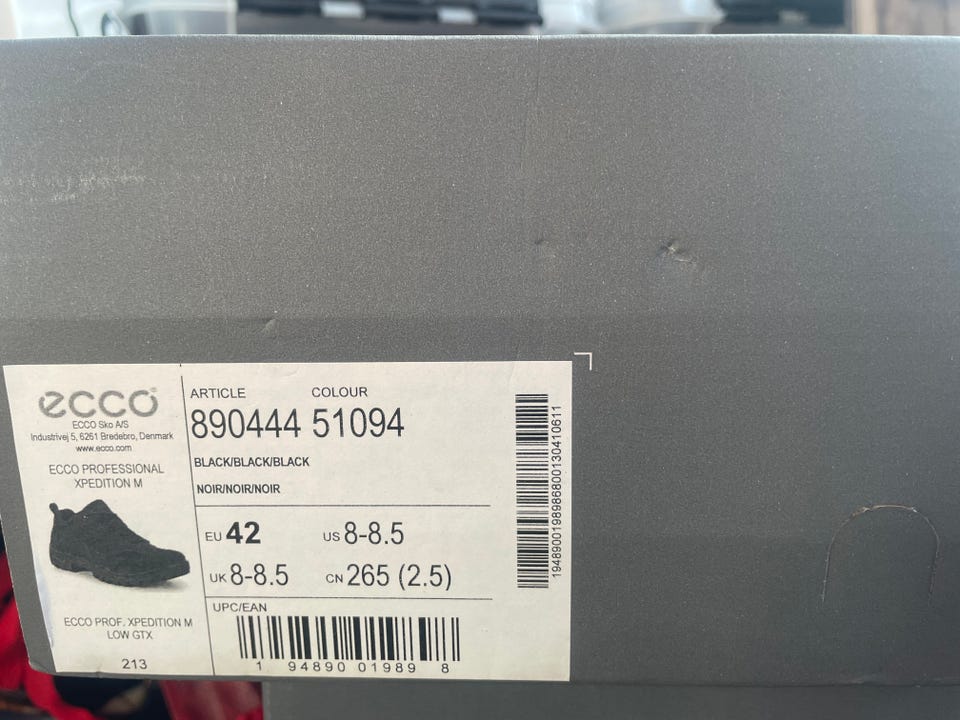 ecco®
ECCO Sko A/S
Industrivej 5, 6261 Bredebro, Denmark
www.ecco.com
ECCO PROFESSIONAL
XPEDITION M
ECCO PROF. XPEDITION M
LOW GTX
213
ARTICLE COLOUR
890444 51094
BLACK/BLACK/BLACK
NOIR/NOIR/NOIR
EU 42 US 8-8.5
UK 8-8.5 CN 265 (2.5)
UPC/EAN
1 94890 01989 8
1948900198986800130410611